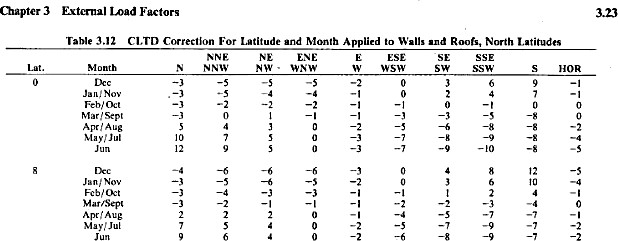 Chapter 3 External Load Factors 3.23
Table 3.12 CLTD Correction For Latitude and Month Applied to Walls and Roofs, North Latitudes
NNE NE ENE E ESE SE SSE
Lat. Month N NNW NW WNW W WSW SW SSW S HOR
0 Dec -3 -5 -5 -5 -2 0 3 6 9 -1
Jan/Nov -3 -5 -4 -4 -1 0 2 4 7 -1
Feb/Oct -3 -2 -2 -2 -1 -1 0 -1 0 0
Mar/Sept -3 0 1 -1 -1 -3 -3 -5 -8 0
Apr/Aug 5 4 3 0 -2 -5 -6 -8 -8 -2
May/Jul 10 7 5 0 -3 -7 -8 -9 -8 -4
Jun 12 9 5 0 -3 -7 -9 -10 -8 -5
8 Dec -4 -6 -6 -6 -3 0 4 8 12 -5
Jan/Nov -3 -5 -6 -5 -2 0 3 6 10 -4
Feb/Oct -3 -4 -3 -3 -1 -1 1 2 4 -1
Mar/Sept -3 -2 -1 -1 -1 -2 -2 -3 -4 0
Apr/Aug 2 2 2 0 -1 -4 -5 -7 -7 -1
May/Jul 7 5 4 0 -2 -5 -7 -9 -7 -2
Jun 9 6 4 0 -2 -6 -8 -9 -7 -2